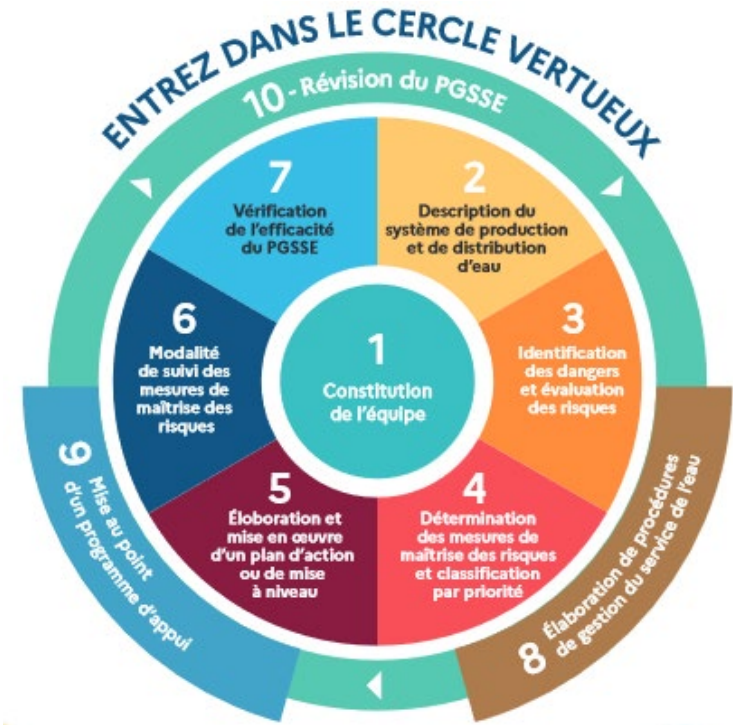 ENTREZ DANS LE CERCLE VERTUEUX
10 - Révision du PGSSE
1
Constitution
de l'équipe
2
Description du
système de production
et de distribution
d'eau
3
Identification
des dangers
et évaluation
des risques
4
Détermination
des mesures de
maîtrise des risques
et classification
par priorité
5
Éloboration et
mise en œuvre
d'un plan d'action
ou de mise
à niveau
6
Modalité
de suivi des
mesures de
maîtrise des
risques
7
Vérification
de l'efficacité
du PGSSE
8
Élaboration de procédures
de gestion du service de l'eau
9
Mise au point
d'un programme d'appui